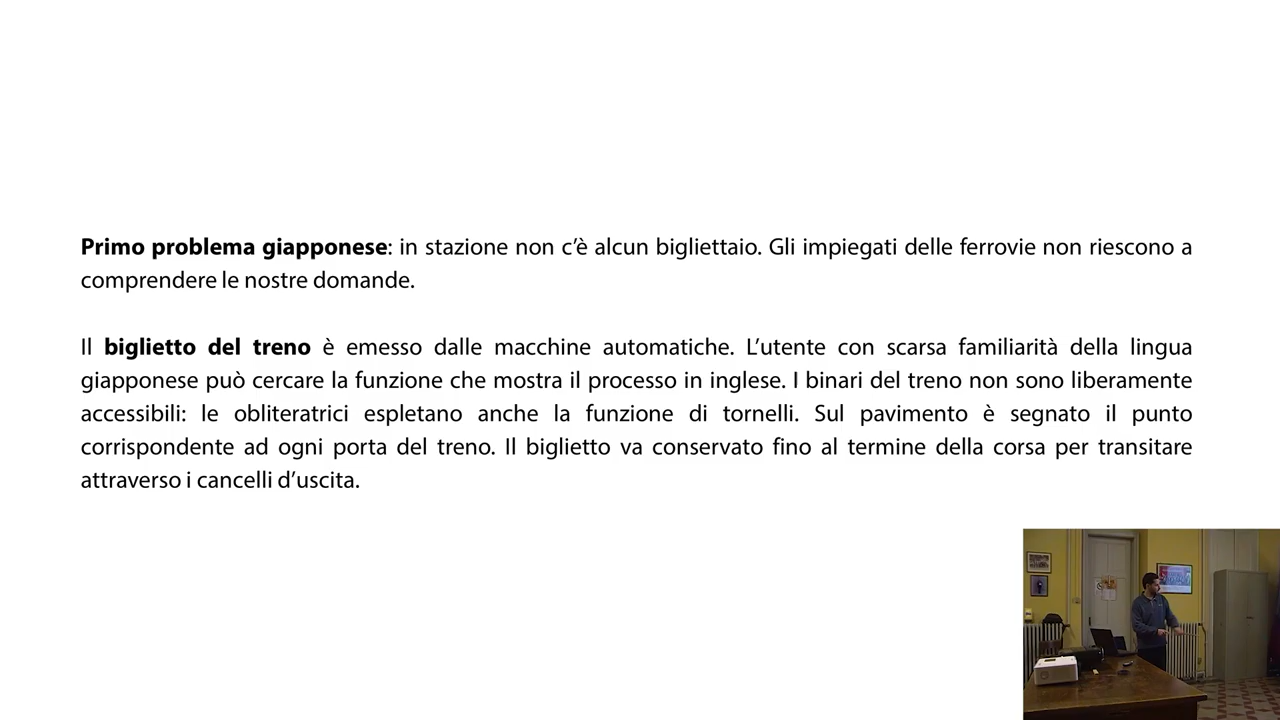 Primo problema giapponese: in stazione non c’è alcun bigliettaio. Gli impiegati delle ferrovie non riescono a
comprendere le nostre domande.
Il biglietto del treno è emesso dalle macchine automatiche. L’utente con scarsa familiarità della lingua
giapponese può cercare la funzione che mostra il processo in inglese. I binari del treno non sono liberamente
accessibili: le obliteratrici espletano anche la funzione di tornelli. Sul pavimento è segnato il punto
corrispondente ad ogni porta del treno. Il biglietto va conservato fino al termine della corsa per transitare
attraverso i cancelli d’uscita.